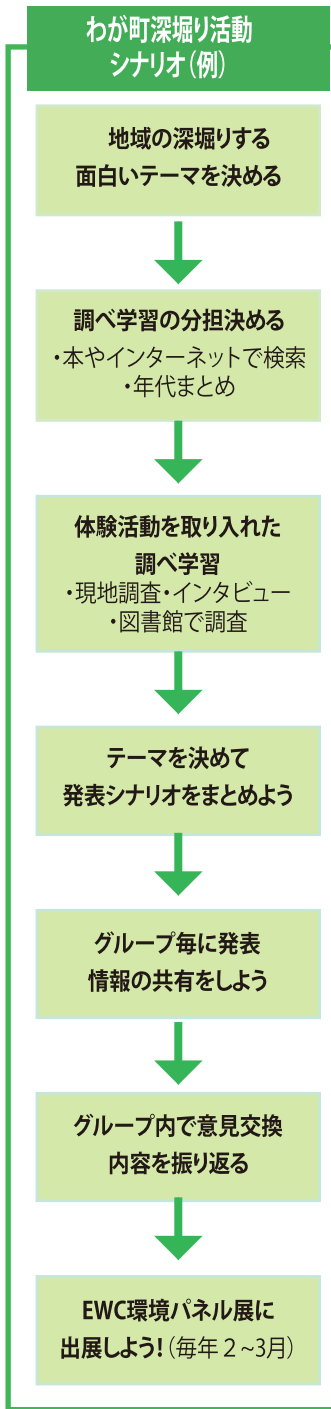 わが町深堀り活動
シナリオ（例）
地域の深堀りする
面白いテーマを決める
調べ学習の分担決める
・本やインターネットで検索
・年代まとめ
体験活動を取り入れた
調べ学習
・現地調査・インタビュー
・図書館で調査
テーマを決めて
発表シナリオをまとめよう
グループ毎に発表
情報の共有をしよう
グループ内で意見交換
内容を振り返る
EWC環境パネル展に
出展しよう!（毎年２~3月）